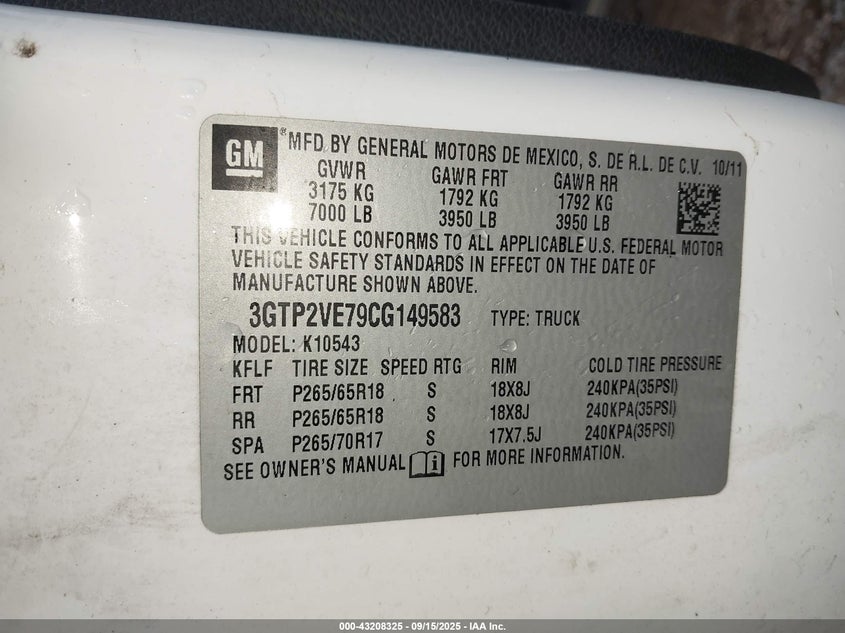 GM
® MFD BY GENERAL MOTORS DE MEXICO, S. DE R.L. DE C.V. 10/11
GVWR GAWR FRT GAWR RR
3175 KG 1792 KG 1792 KG
7000 LB 3950 LB 3950 LB
THIS VEHICLE CONFORMS TO ALL APPLICABLE U.S. FEDERAL MOTOR
VEHICLE SAFETY STANDARDS IN EFFECT ON THE DATE OF
MANUFACTURE SHOWN ABOVE.
3GTP2VE79CG149583 TYPE: TRUCK
MODEL: K10543
KFLF TIRE SIZE SPEED RTG RIM COLD TIRE PRESSURE
FRT P265/65R18 S 18X8J 240KPA(35PSI)
RR P265/65R18 S 18X8J 240KPA(35PSI)
SPA P265/70R17 S 17X7.5J 240KPA(35PSI)
SEE OWNER'S MANUAL i FOR MORE INFORMATION.
000-43208325 - 09/15/2025 - IAA Inc.